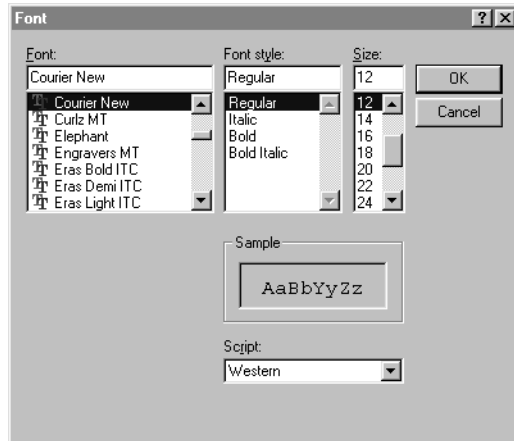 Font
Font:
Courier New
Courier New
Curlz MT
Elephant
Engravers MT
Eras Bold ITC
Eras Demi ITC
Eras Light ITC
Font style:
Regular
Regular
Italic
Bold
Bold Italic
Size:
12
12
14
16
18
20
22
24
OK
Cancel
Sample
AaBbYyZz
Script:
Western